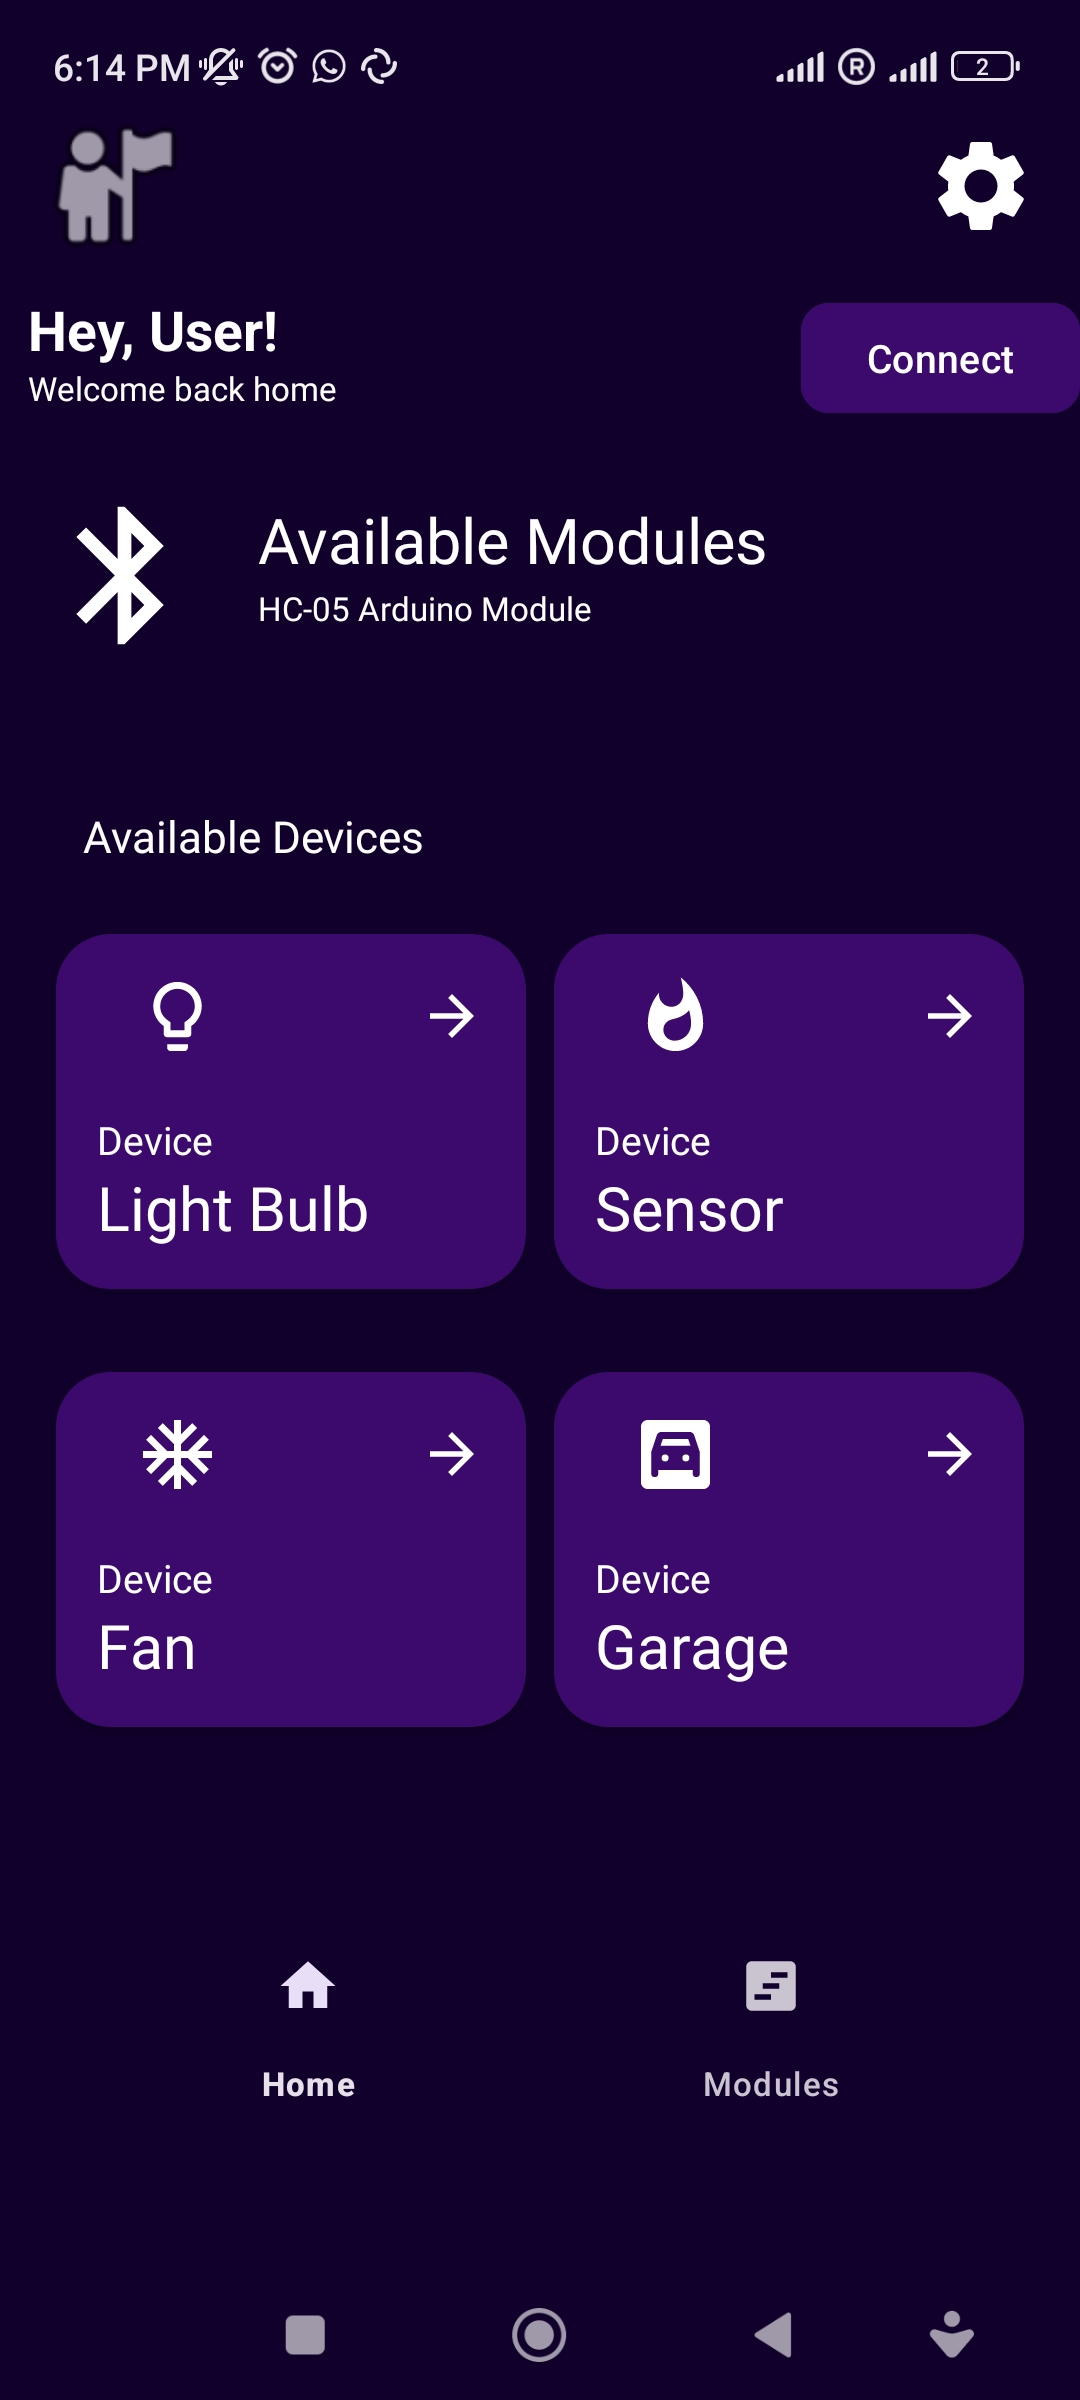 6:14 PM
R
2
Hey, User!
Welcome back home
Connect
Available Modules
HC-05 Arduino Module
Available Devices
Device
Light Bulb
Device
Sensor
Device
Fan
Device
Garage
Home
Modules